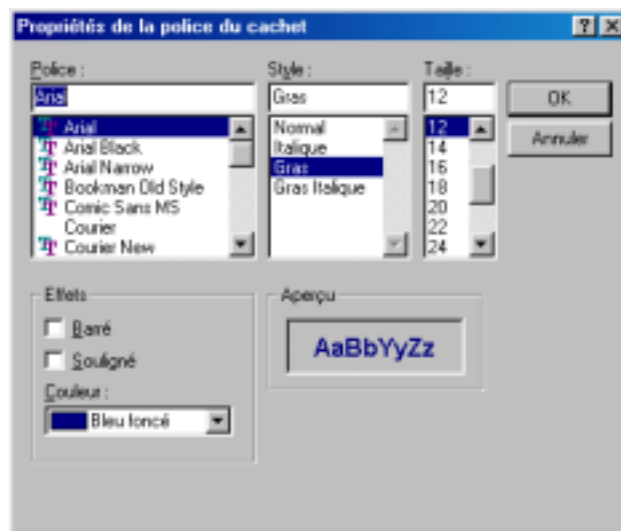 Propriétés de la police du cachet
Police :
Style :
Taille :
Arial
Gras
12
OK
Annuler
Arial
Arial Black
Arial Narrow
Bookman Old Style
Comic Sans MS
Courier
Courier New
Normal
Italique
Gras
Gras Italique
12
14
16
18
20
22
24
Effets
Barré
Souligné
Couleur :
Bleu foncé
Aperçu
AaBbYyZz